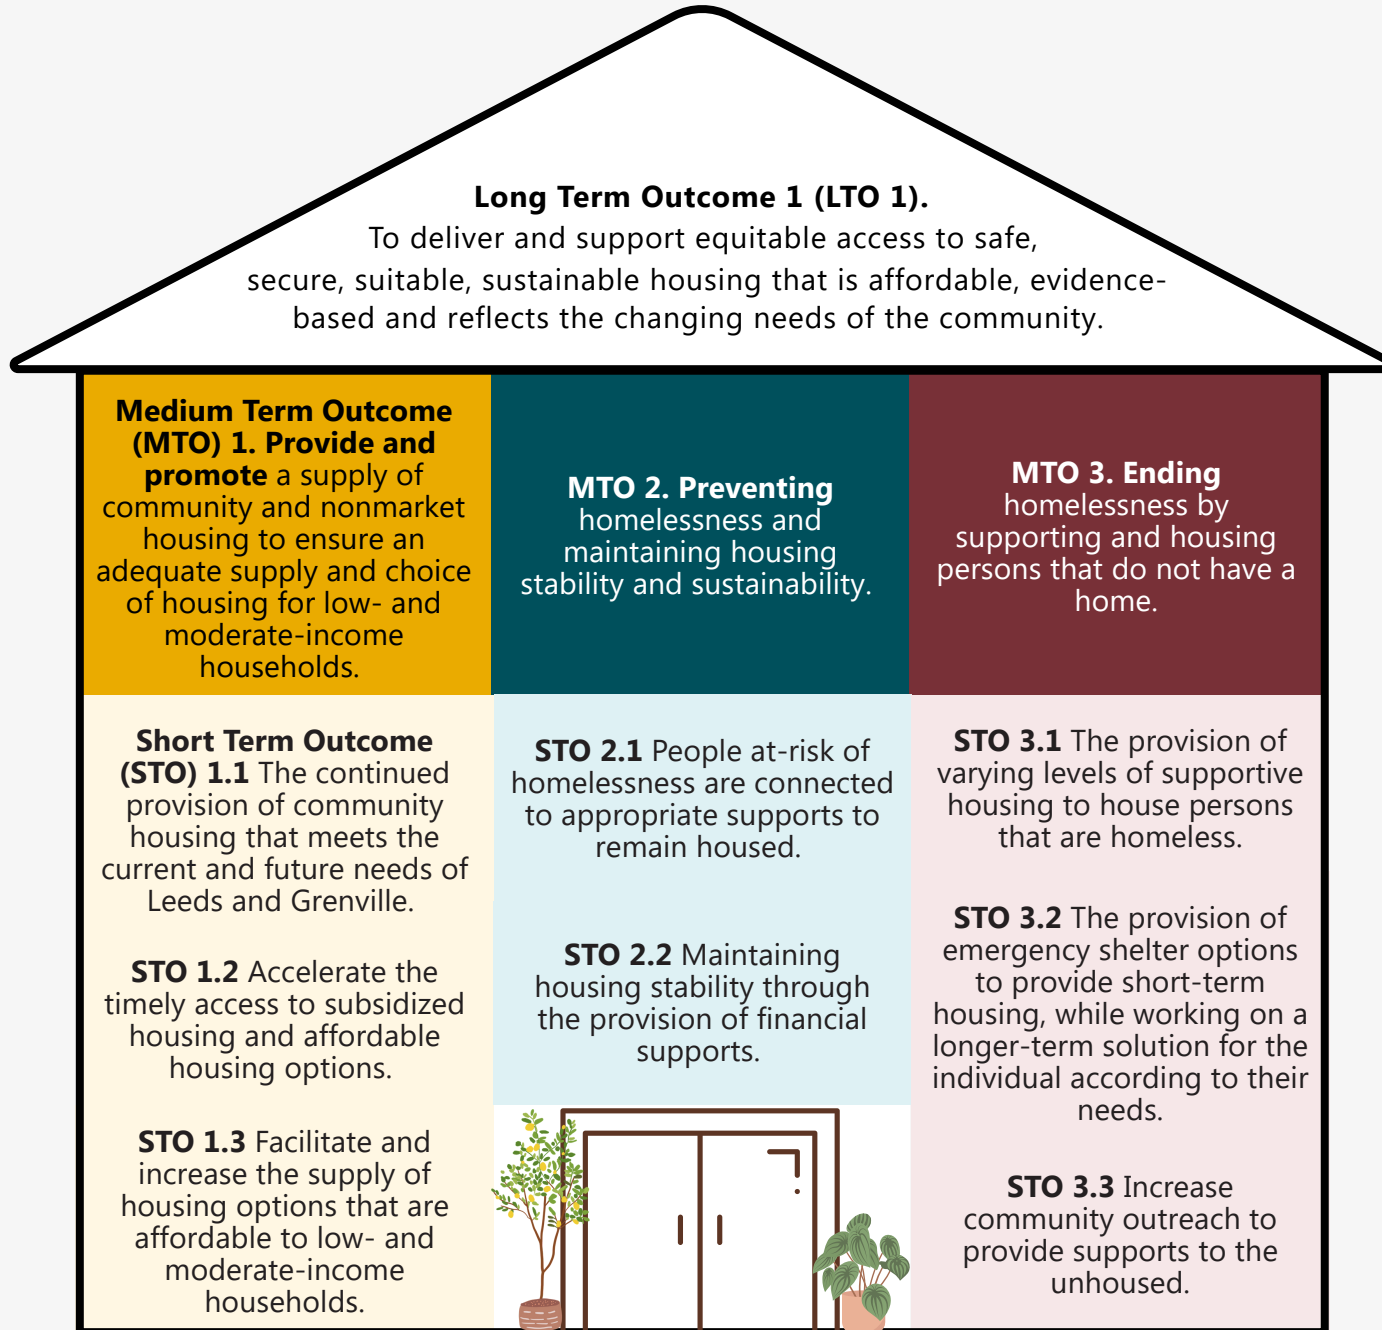 Long Term Outcome 1 (LTO 1).
To deliver and support equitable access to safe,
secure, suitable, sustainable housing that is affordable, evidence-
based and reflects the changing needs of the community.
Medium Term Outcome
(MTO) 1. Provide and
promote a supply of
community and nonmarket
housing to ensure an
adequate supply and choice
of housing for low- and
moderate-income
households.
MTO 2. Preventing
homelessness and
maintaining housing
stability and sustainability.
MTO 3. Ending
homelessness by
supporting and housing
persons that do not have a
home.
Short Term Outcome
(STO) 1.1 The continued
provision of community
housing that meets the
current and future needs of
Leeds and Grenville.
STO 1.2 Accelerate the
timely access to subsidized
housing and affordable
housing options.
STO 1.3 Facilitate and
increase the supply of
housing options that are
affordable to low- and
moderate-income
households.
STO 2.1 People at-risk of
homelessness are connected
to appropriate supports to
remain housed.
STO 2.2 Maintaining
housing stability through
the provision of financial
supports.
STO 3.1 The provision of
varying levels of supportive
housing to house persons
that are homeless.
STO 3.2 The provision of
emergency shelter options
to provide short-term
housing, while working on a
longer-term solution for the
individual according to their
needs.
STO 3.3 Increase
community outreach to
provide supports to the
unhoused.